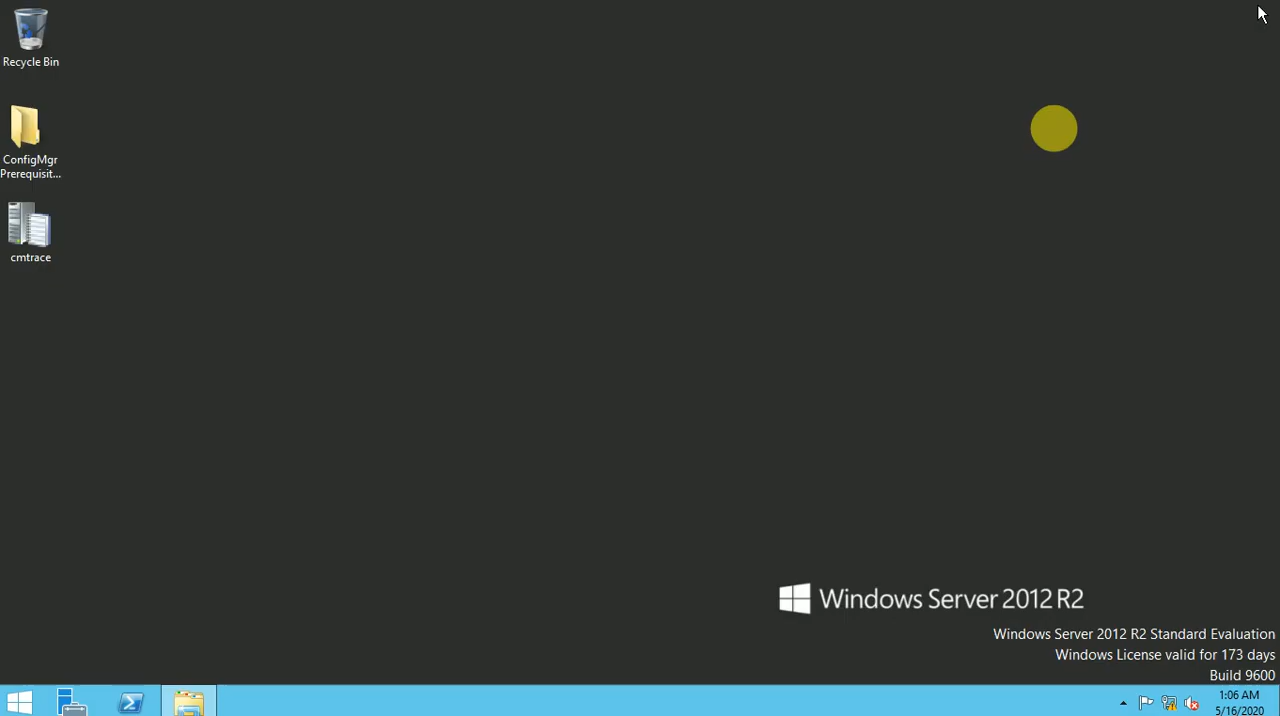 Recycle Bin
ConfigMgr
Prerequisit...
cmtrace
Windows Server 2012 R2
Windows Server 2012 R2 Standard Evaluation
Windows License valid for 173 days
Build 9600
1:06 AM
5/16/2020